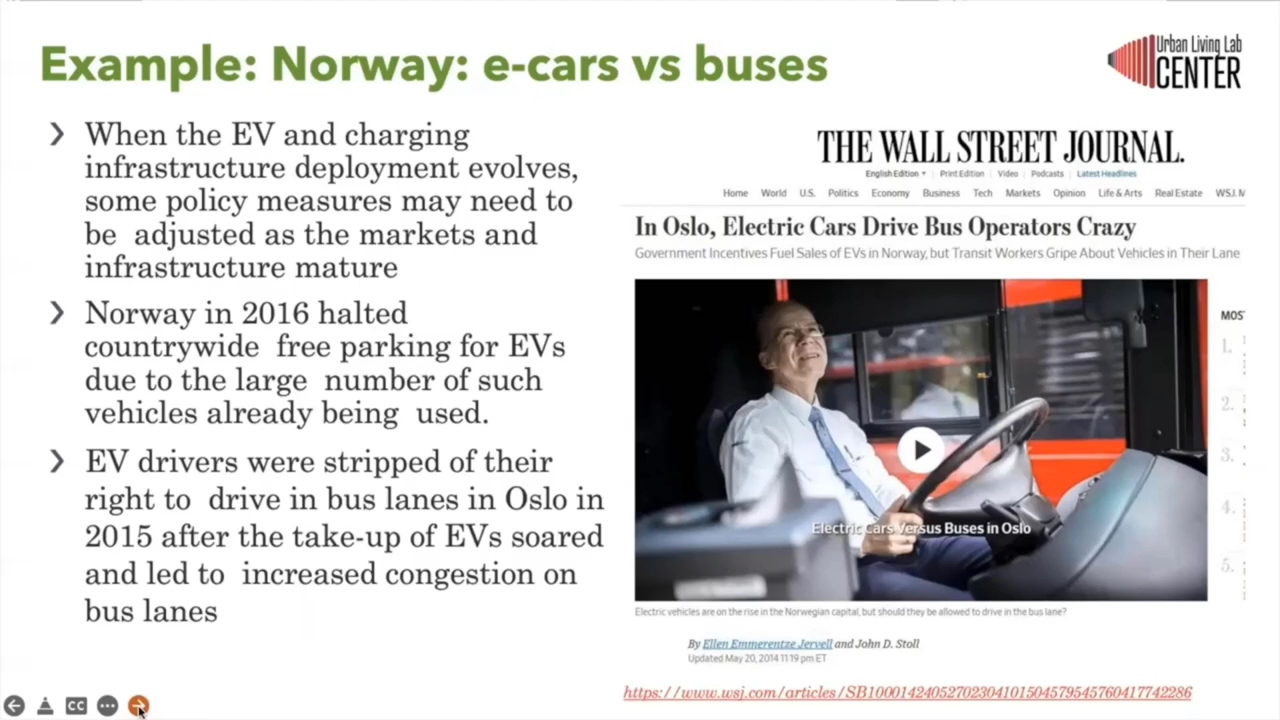 Example: Norway: e-cars vs buses
Urban Living Lab
CENTER
When the EV and charging
infrastructure deployment evolves,
some policy measures may need to
be adjusted as the markets and
infrastructure mature
Norway in 2016 halted
countrywide free parking for EVs
due to the large number of such
vehicles already being used.
EV drivers were stripped of their
right to drive in bus lanes in Oslo in
2015 after the take-up of EVs soared
and led to increased congestion on
bus lanes
THE WALL STREET JOURNAL.
English Edition Print Edition Video Podcasts Latest Headlines
Home World U.S. Politics Economy Business Tech Markets Opinion Life & Arts Real Estate WSJ. M
In Oslo, Electric Cars Drive Bus Operators Crazy
Government Incentives Fuel Sales of EVs in Norway, but Transit Workers Gripe About Vehicles in Their Lane
MOS
1.
2.
3.
4.
5.
Electric Cars Versus Buses in Oslo
Electric vehicles are on the rise in the Norwegian capital, but should they be allowed to drive in the bus lane?
By Ellen Emmerentze Jervell and John D. Stoll
Updated May 20, 2014 11:19 pm ET
https://www.wsj.com/articles/SB10001424052702304101504579545760417742286
CC